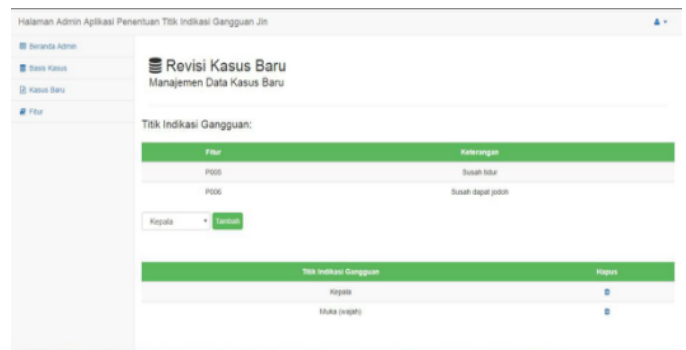 Halaman Admin Aplikasi Penentuan Titik Indikasi Gangguan Jin
Beranda Admin
Basis Kasus
Kasus Baru
Fitur
Revisi Kasus Baru
Manajemen Data Kasus Baru
Titik Indikasi Gangguan:
Fitur Keterangan
P005 Susah tidur
P006 Susah dapat jodoh
Kepala Tambah
Titik Indikasi Gangguan Hapus
Kepala
Muka (wajah)